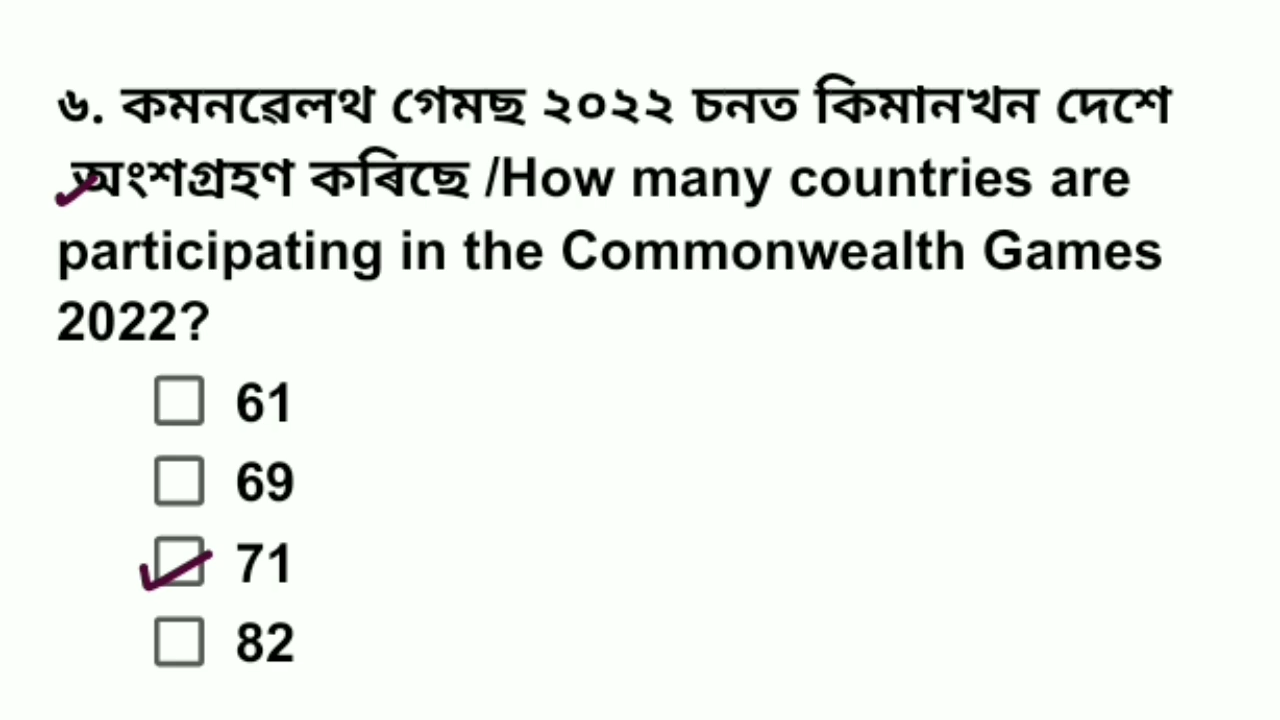 ৬. কমনৱেলথ গেমছ ২০২২ চনত কিমানখন দেশে
অংশগ্ৰহণ কৰিছে /How many countries are
participating in the Commonwealth Games
2022?
61
69
71
82